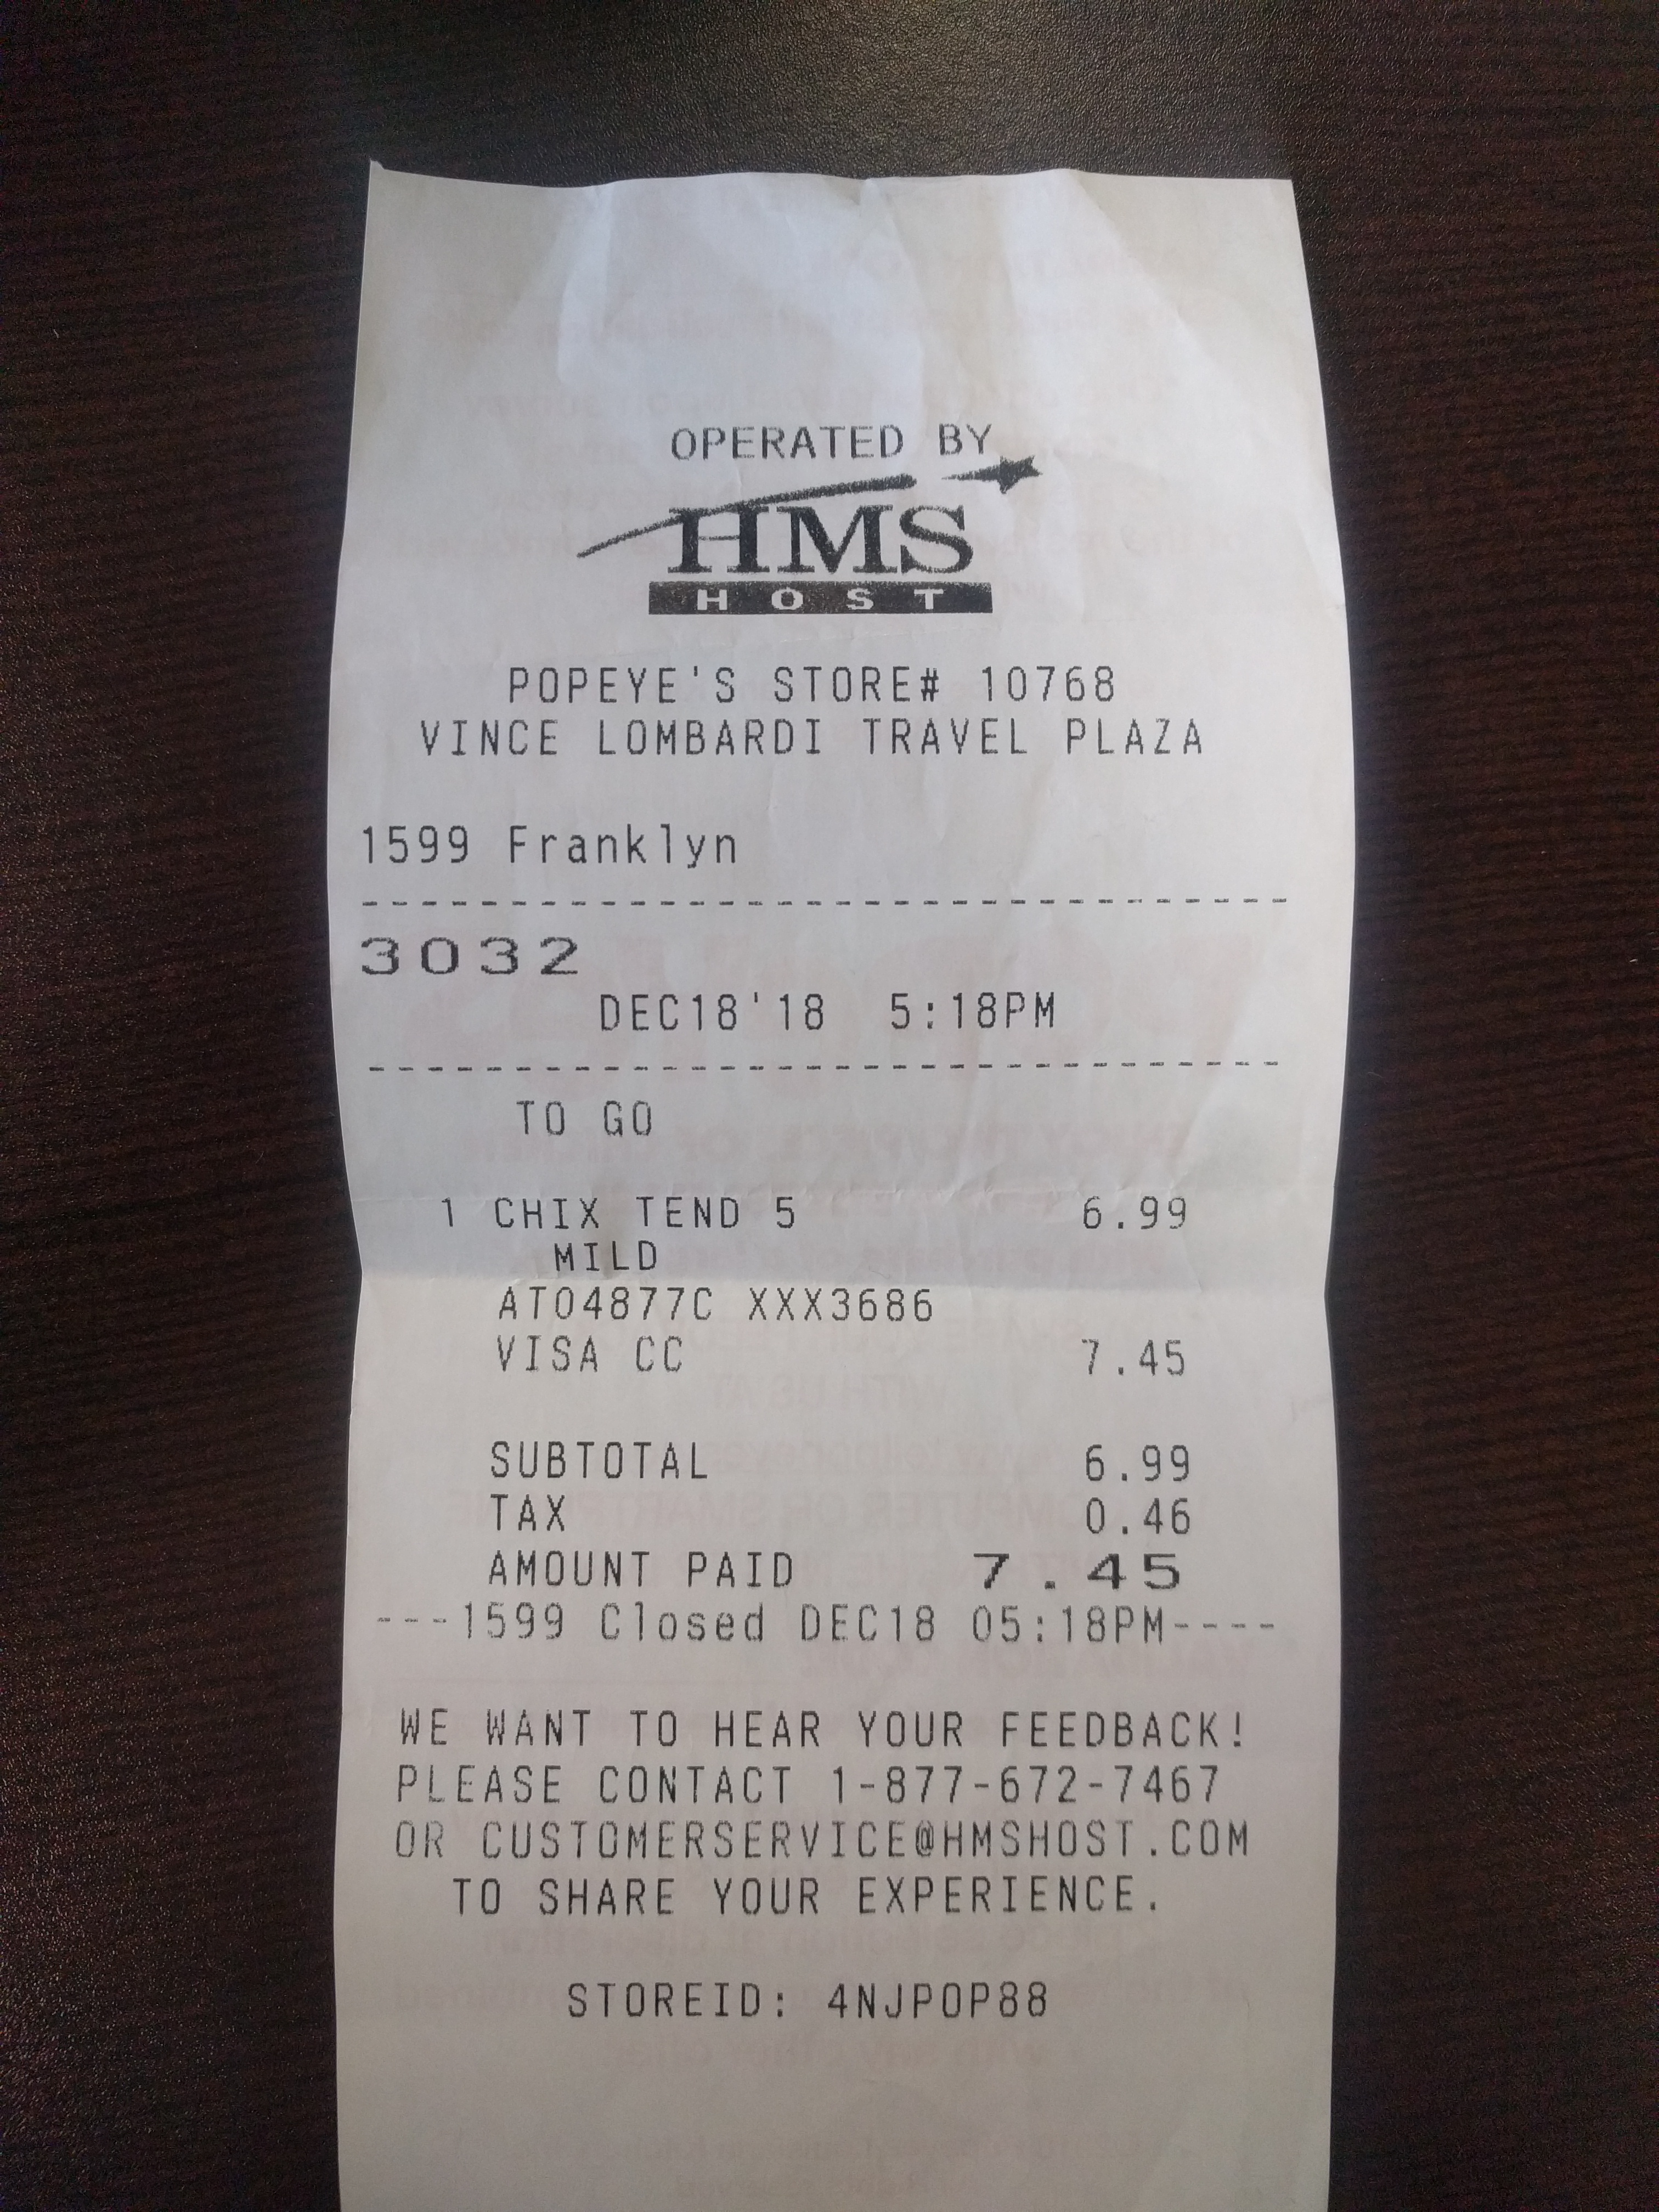 OPERATED BY
HMS
HOST
POPEYE'S STORE# 10768
VINCE LOMBARDI TRAVEL PLAZA
1599 Franklyn
--------------------------------
3032
DEC18'18 5:18PM
--------------------------------
TO GO
1 CHIX TEND 5 6.99
MILD
AT04877C XXX3686
VISA CC 7.45
SUBTOTAL 6.99
TAX 0.46
AMOUNT PAID 7.45
---1599 Closed DEC18 05:18PM----
WE WANT TO HEAR YOUR FEEDBACK!
PLEASE CONTACT 1-877-672-7467
OR CUSTOMERSERVICE@HMSHOST.COM
TO SHARE YOUR EXPERIENCE.
STOREID: 4NJPOP88